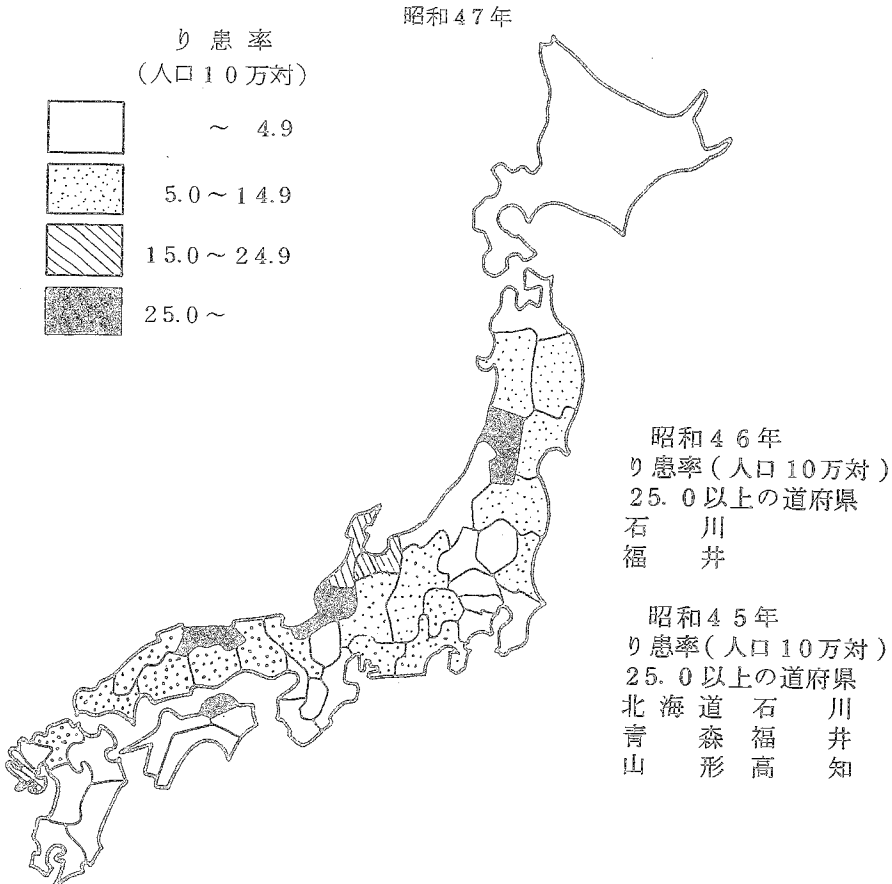 昭和47年
り患率
(人口10万対)
～ 4.9
5.0～14.9
15.0～24.9
25.0～
昭和46年
り患率(人口10万対)
25.0以上の道府県
石川
福井
昭和45年
り患率(人口10万対)
25.0以上の道府県
北海道 石川
青森 福井
山形 高知